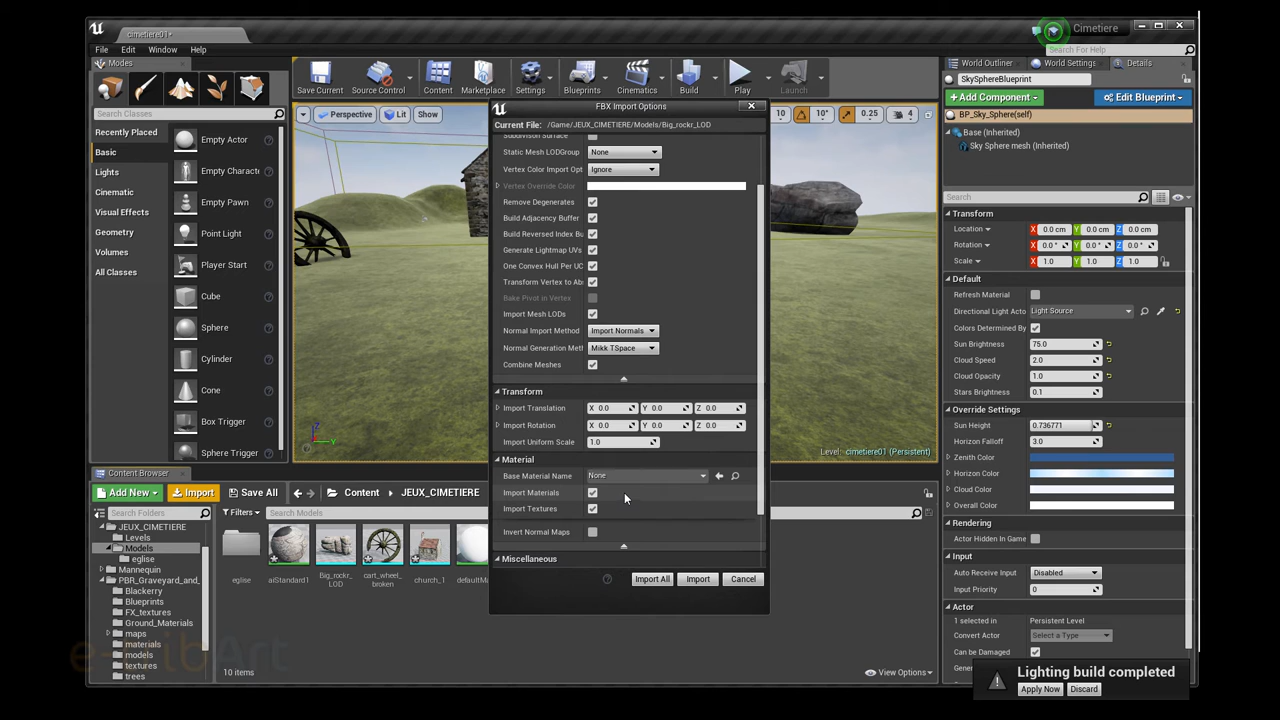 cimetiere01*
Cimetiere
File Edit Window Help
Search For Help
Modes
World Outliner World Settings Details
SkySphereBlueprint
Search Classes
Save Current Source Control Content Marketplace Settings Blueprints Cinematics Build Play Launch
+Add Component Edit Blueprint
BP_Sky_Sphere(self)
Base (Inherited)
Sky Sphere mesh (Inherited)
Recently Placed
Basic
Lights
Cinematic
Visual Effects
Geometry
Volumes
All Classes
Empty Actor
Empty Charact
Empty Pawn
Point Light
Player Start
Cube
Sphere
Cylinder
Cone
Box Trigger
Sphere Trigger
Perspective Lit Show
10 10° 0.25 4
Level: cimetiere01 (Persistent)
FBX Import Options
Current File: /Game/JEUX_CIMETIERE/Models/Big_rockr_LOD
Subdivision Surface
Static Mesh LODGroup None
Vertex Color Import Opt Ignore
Vertex Override Color
Remove Degenerates
Build Adjacency Buffer
Build Reversed Index Bu
Generate Lightmap UVs
One Convex Hull Per UC
Transform Vertex to Ab
Bake Pivot in Vertex
Import Mesh LODs
Normal Import Method Import Normals
Normal Generation Met Mikk TSpace
Combine Meshes
Transform
Import Translation X 0.0 Y 0.0 Z 0.0
Import Rotation X 0.0 Y 0.0 Z 0.0
Import Uniform Scale 1.0
Material
Base Material Name None
Import Materials
Import Textures
Invert Normal Maps
Miscellaneous
Import All Import Cancel
Search
Transform
Location X 0.0 cm Y 0.0 cm Z 0.0 cm
Rotation X 0.0 ° Y 0.0 ° Z 0.0 °
Scale X 1.0 Y 1.0 Z 1.0
Default
Refresh Material
Directional Light Acto Light Source
Colors Determined By
Sun Brightness 75.0
Cloud Speed 2.0
Cloud Opacity 1.0
Stars Brightness 0.1
Override Settings
Sun Height 0.736771
Horizon Falloff 3.0
Zenith Color
Horizon Color
Cloud Color
Overall Color
Rendering
Actor Hidden In Game
Input
Auto Receive Input Disabled
Input Priority 0
Actor
1 selected in Persistent Level
Convert Actor Select a Type
Can be Damaged
Content Browser
Add New Import Save All Content JEUX_CIMETIERE
Search Folders
Filters Search Models
JEUX_CIMETIERE
Levels
Models
eglise
Mannequin
PBR_Graveyard_and_
Blackerry
Blueprints
FX_textures
Ground_Materials
maps
materials
models
textures
trees
eglise
aiStandard1
Big_rockr_LOD
cart_wheel_broken
church_1
10 items
View Options
Lighting build completed
Apply Now Discard